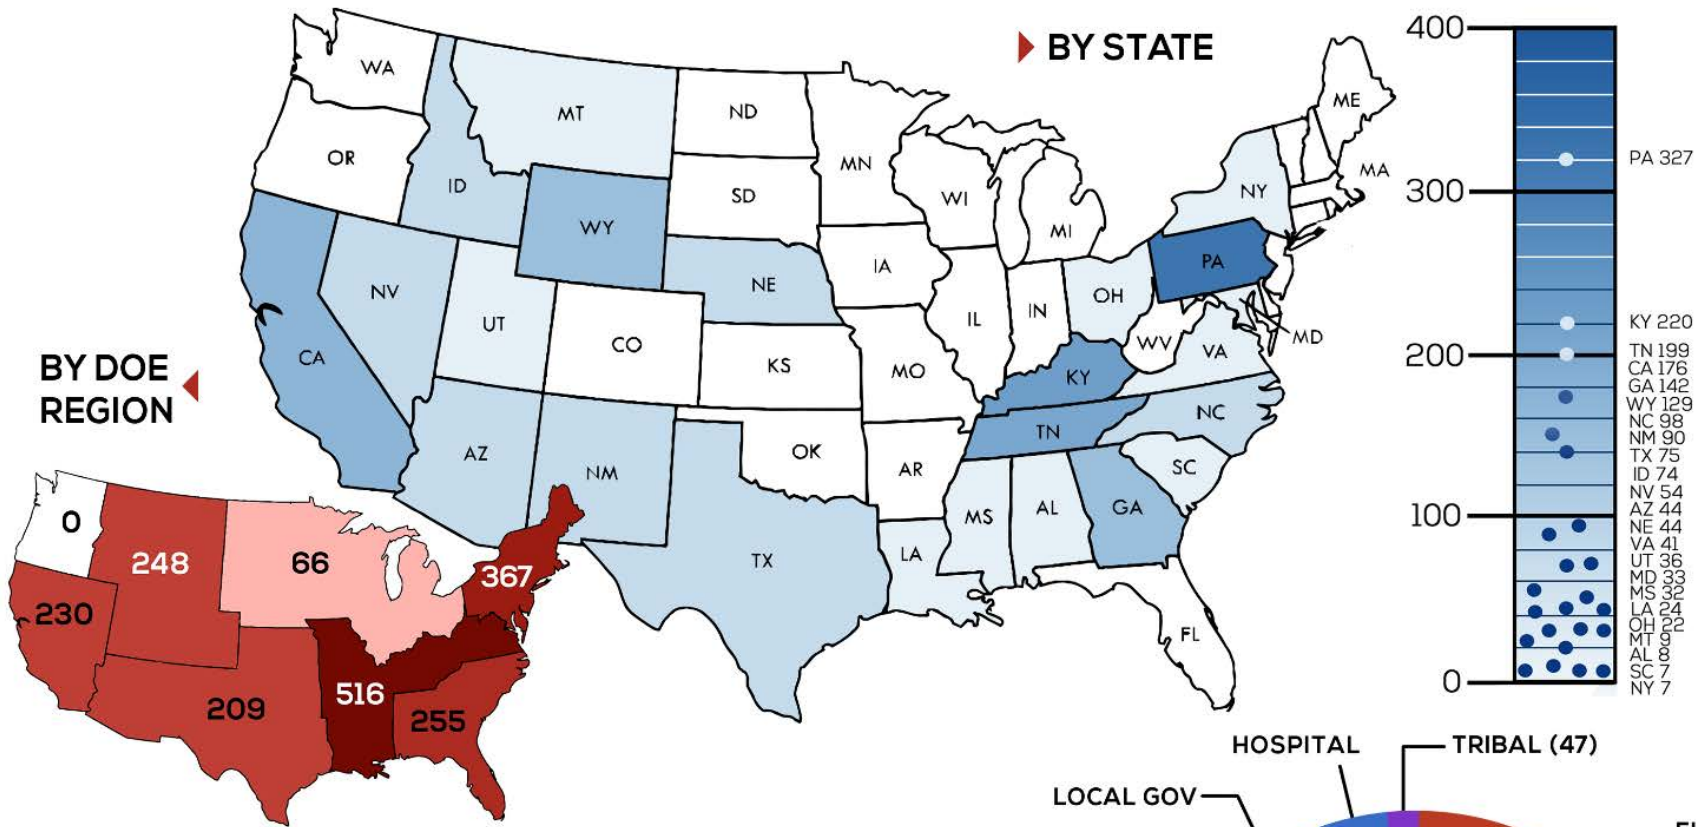 BY STATE
WA
MT
ND
OR
ID
SD
MN
WI
MI
ME
MA
NY
WY
IA
NE
PA
NV
UT
CO
IL
IN
OH
WV
MD
VA
CA
KS
MO
KY
AZ
NM
OK
AR
TN
NC
SC
MS
AL
GA
LA
TX
FL
400
300
200
100
0
PA 327
KY 220
TN 199
CA 176
GA 142
WY 129
NC 98
NM 90
TX 75
ID 74
NV 54
AZ 44
NE 44
VA 41
UT 36
MD 33
MS 32
LA 24
OH 22
MT 9
AL 8
SC 7
NY 7
BY DOE
REGION
0
248
66
367
230
209
516
255
HOSPITAL
TRIBAL (47)
LOCAL GOV